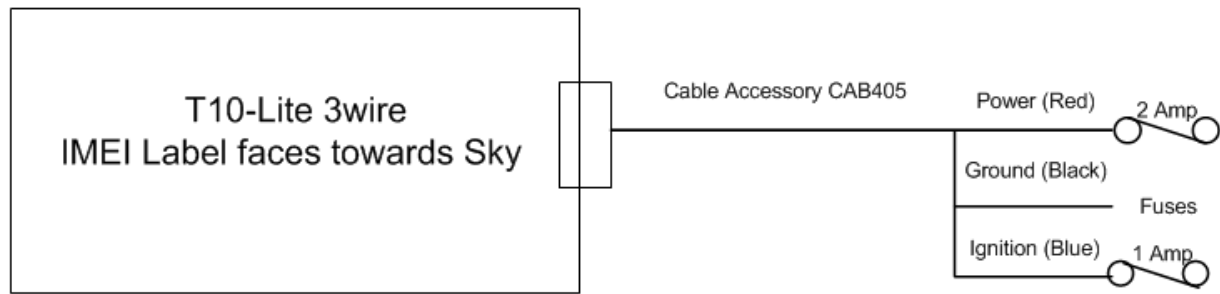 T10-Lite 3wire
IMEI Label faces towards Sky
Cable Accessory CAB405
Power (Red)
2 Amp
Ground (Black)
Fuses
Ignition (Blue)
1 Amp